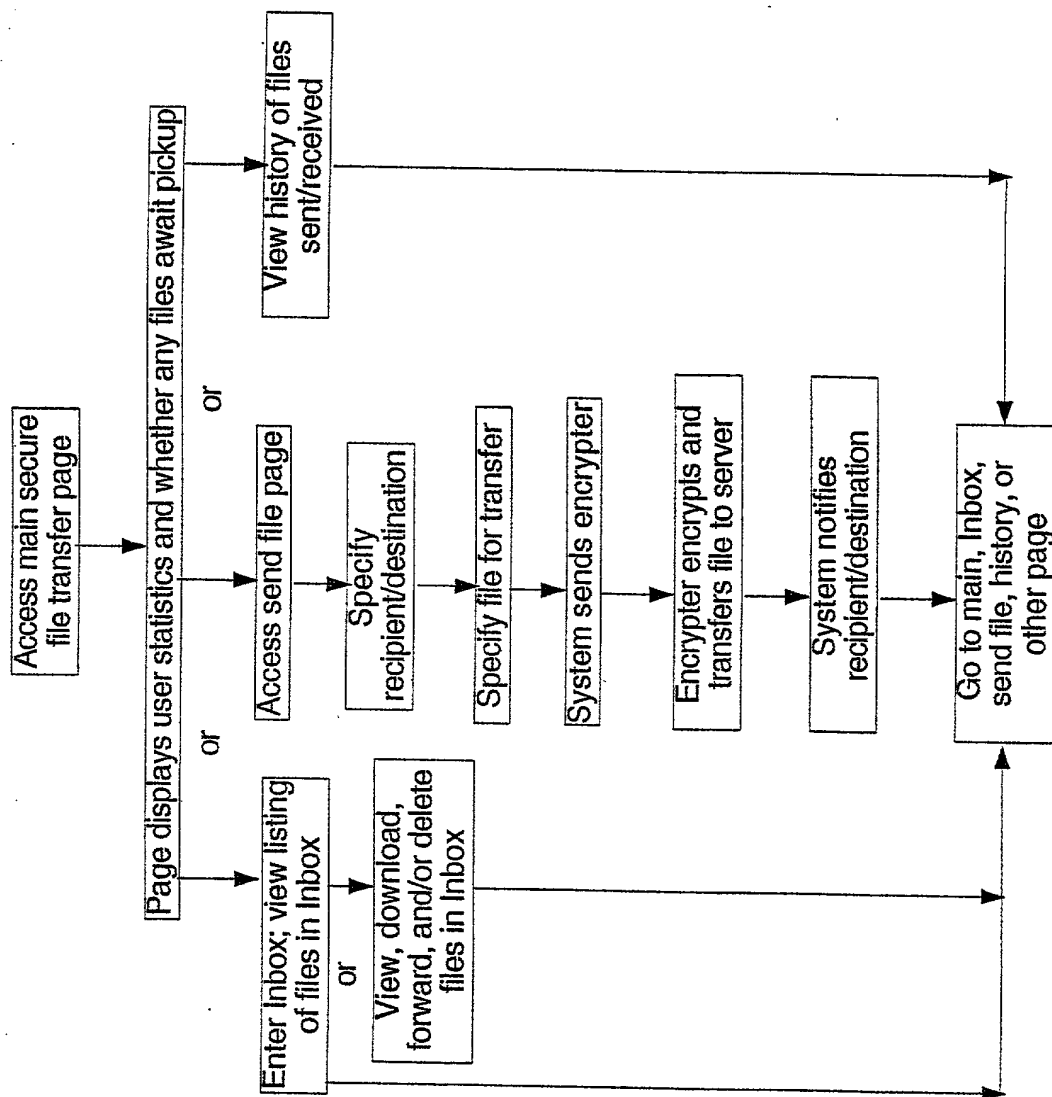 Access main secure
file transfer page
Page displays user statistics and whether any files await pickup
or
or
Enter Inbox; view listing
of files in Inbox
or
View, download,
forward, and/or delete
files in Inbox
Access send file page
Specify
recipient/destination
Specify file for transfer
System sends encrypter
Encrypter encrypts and
transfers file to server
System notifies
recipient/destination
View history of files
sent/received
Go to main, Inbox,
send file, history, or
other page